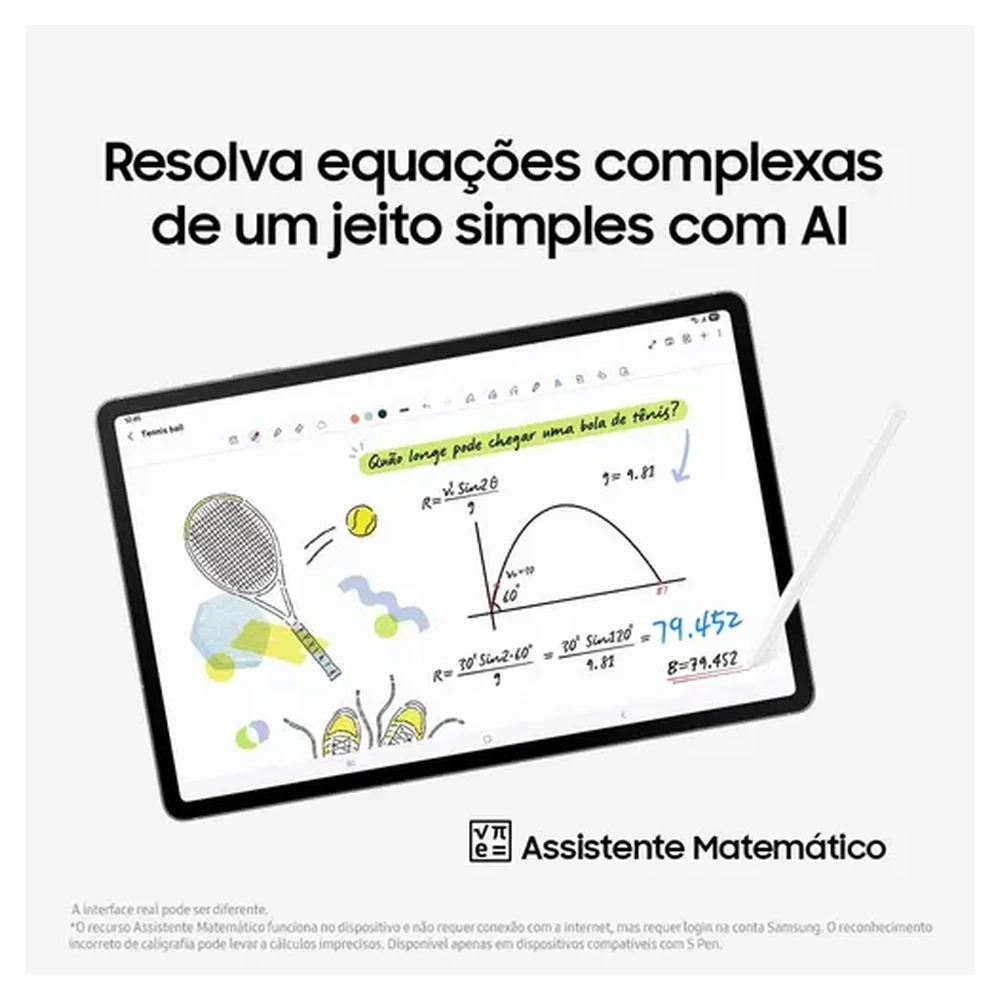 Resolva equações complexas
de um jeito simples com AI
12:45
Tennis ball
Quão longe pode chegar uma bola de tênis?
R= V₀² Sin2θ / g
g= 9.81
V₀=30
60°
B?
R= 30² Sin2·60° / g = 30² Sin120° / 9.81 = 79.452
B=79.452
√π
e=
Assistente Matemático
A interface real pode ser diferente.
*O recurso Assistente Matemático funciona no dispositivo e não requer conexão com a internet, mas requer login na conta Samsung. O reconhecimento
incorreto de caligrafia pode levar a cálculos imprecisos. Disponível apenas em dispositivos compatíveis com S Pen.